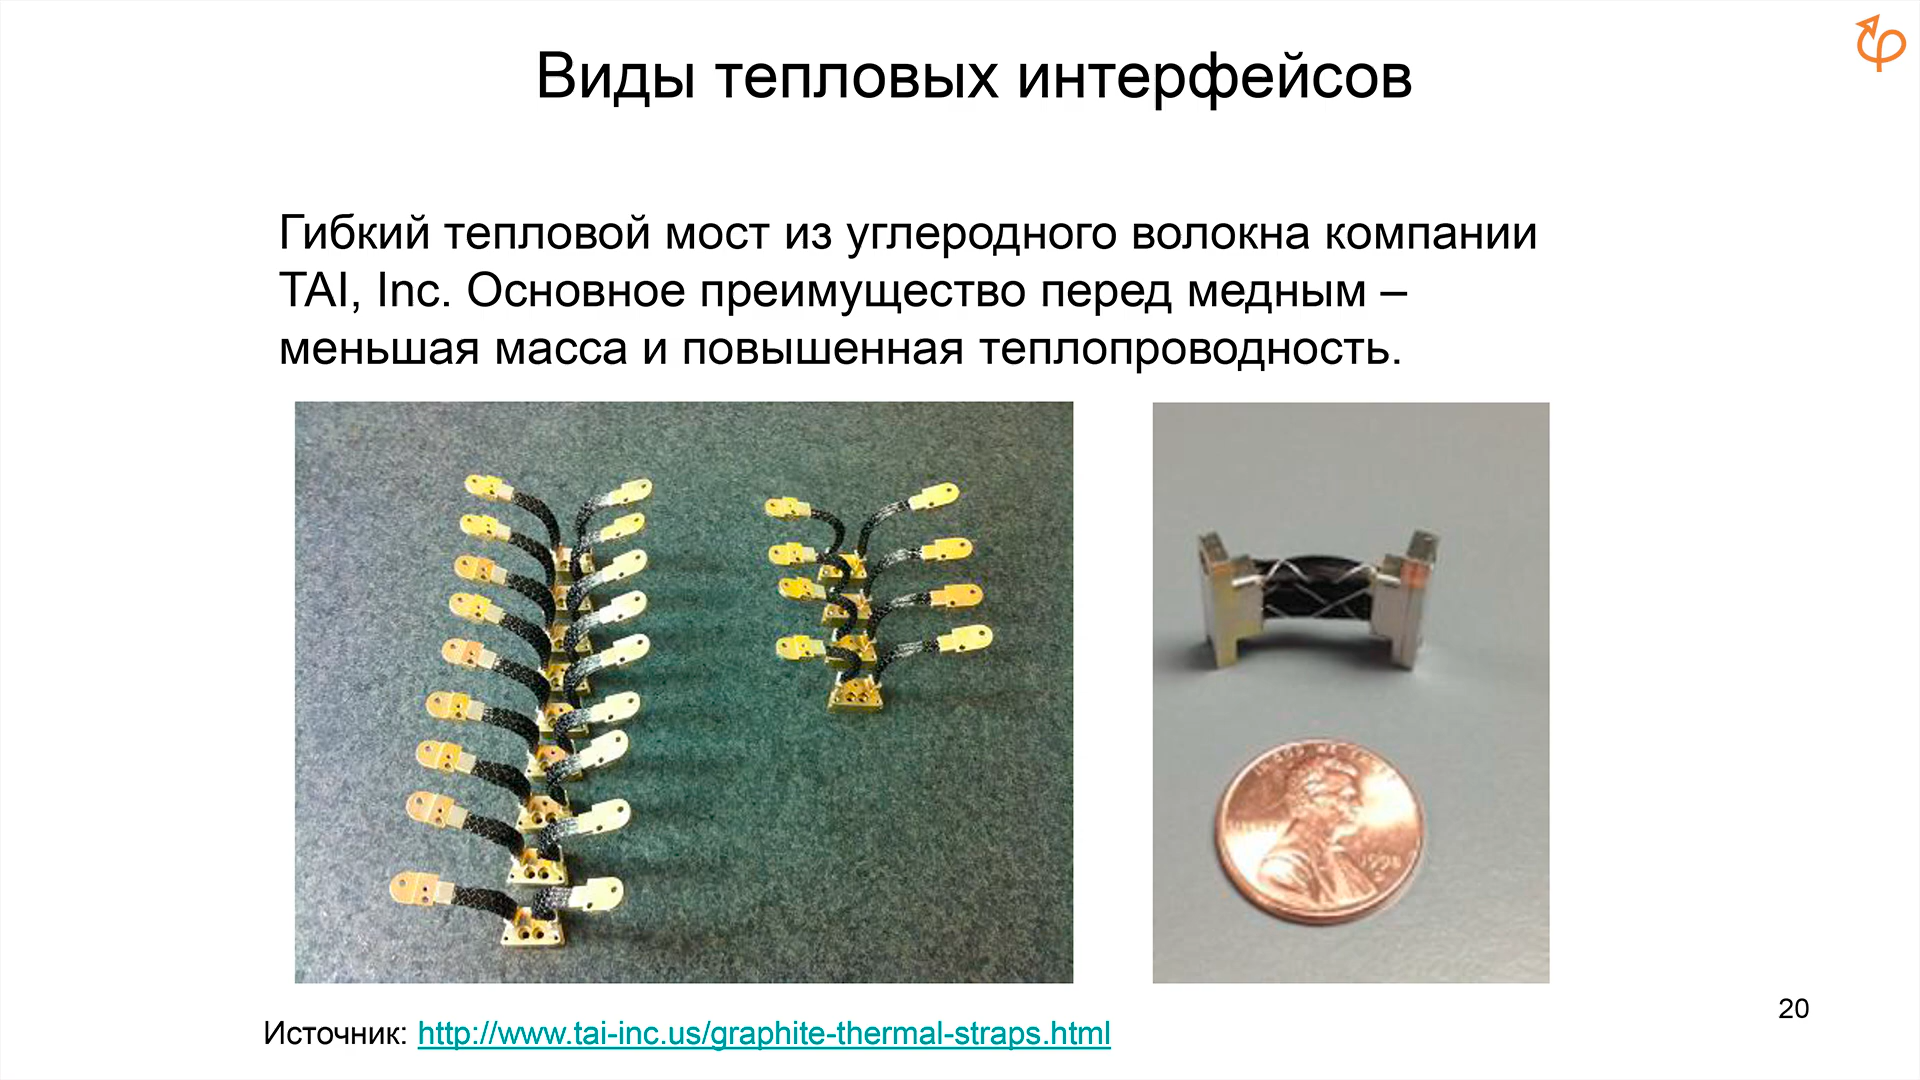 Виды тепловых интерфейсов
Гибкий тепловой мост из углеродного волокна компании
TAI, Inc. Основное преимущество перед медным –
меньшая масса и повышенная теплопроводность.
Источник: http://www.tai-inc.us/graphite-thermal-straps.html
20